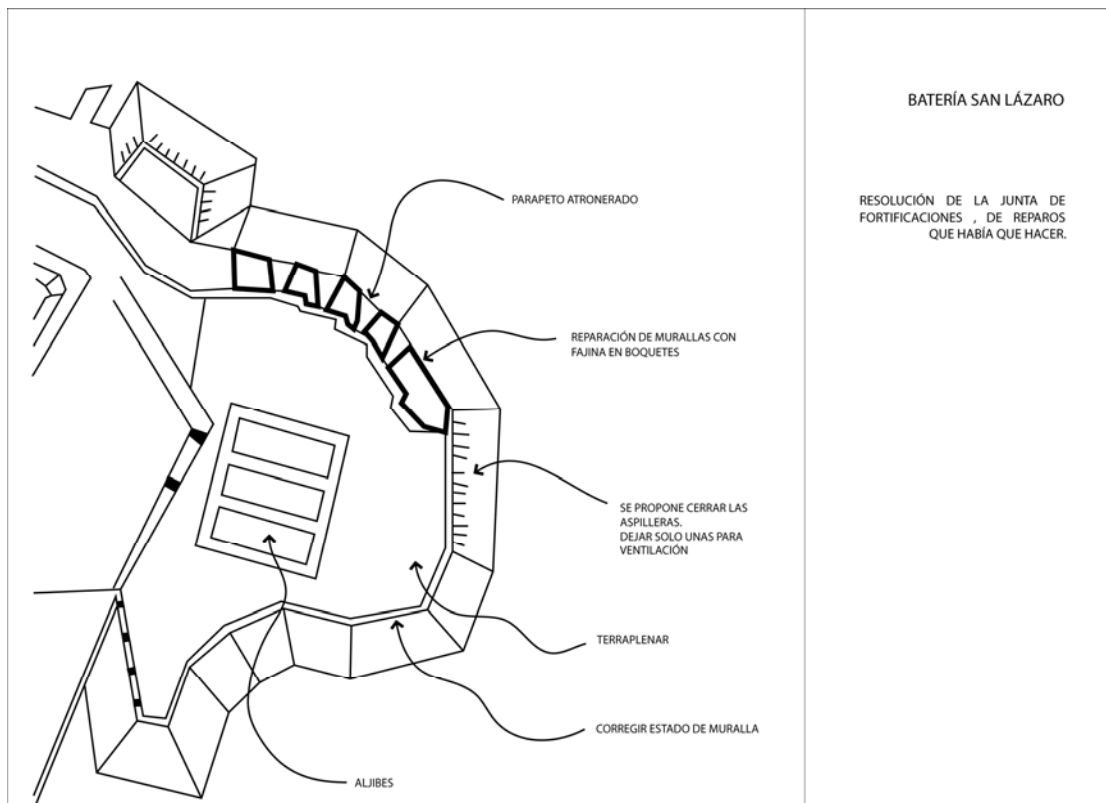 BATERÍA SAN LÁZARO
RESOLUCIÓN DE LA JUNTA DE
FORTIFICACIONES , DE REPAROS
QUE HABÍA QUE HACER.
PARAPETO ATRONERADO
REPARACIÓN DE MURALLAS CON
FAJINA EN BOQUETES
SE PROPONE CERRAR LAS
ASPILLERAS.
DEJAR SOLO UNAS PARA
VENTILACIÓN
TERRAPLENAR
CORREGIR ESTADO DE MURALLA
ALJIBES